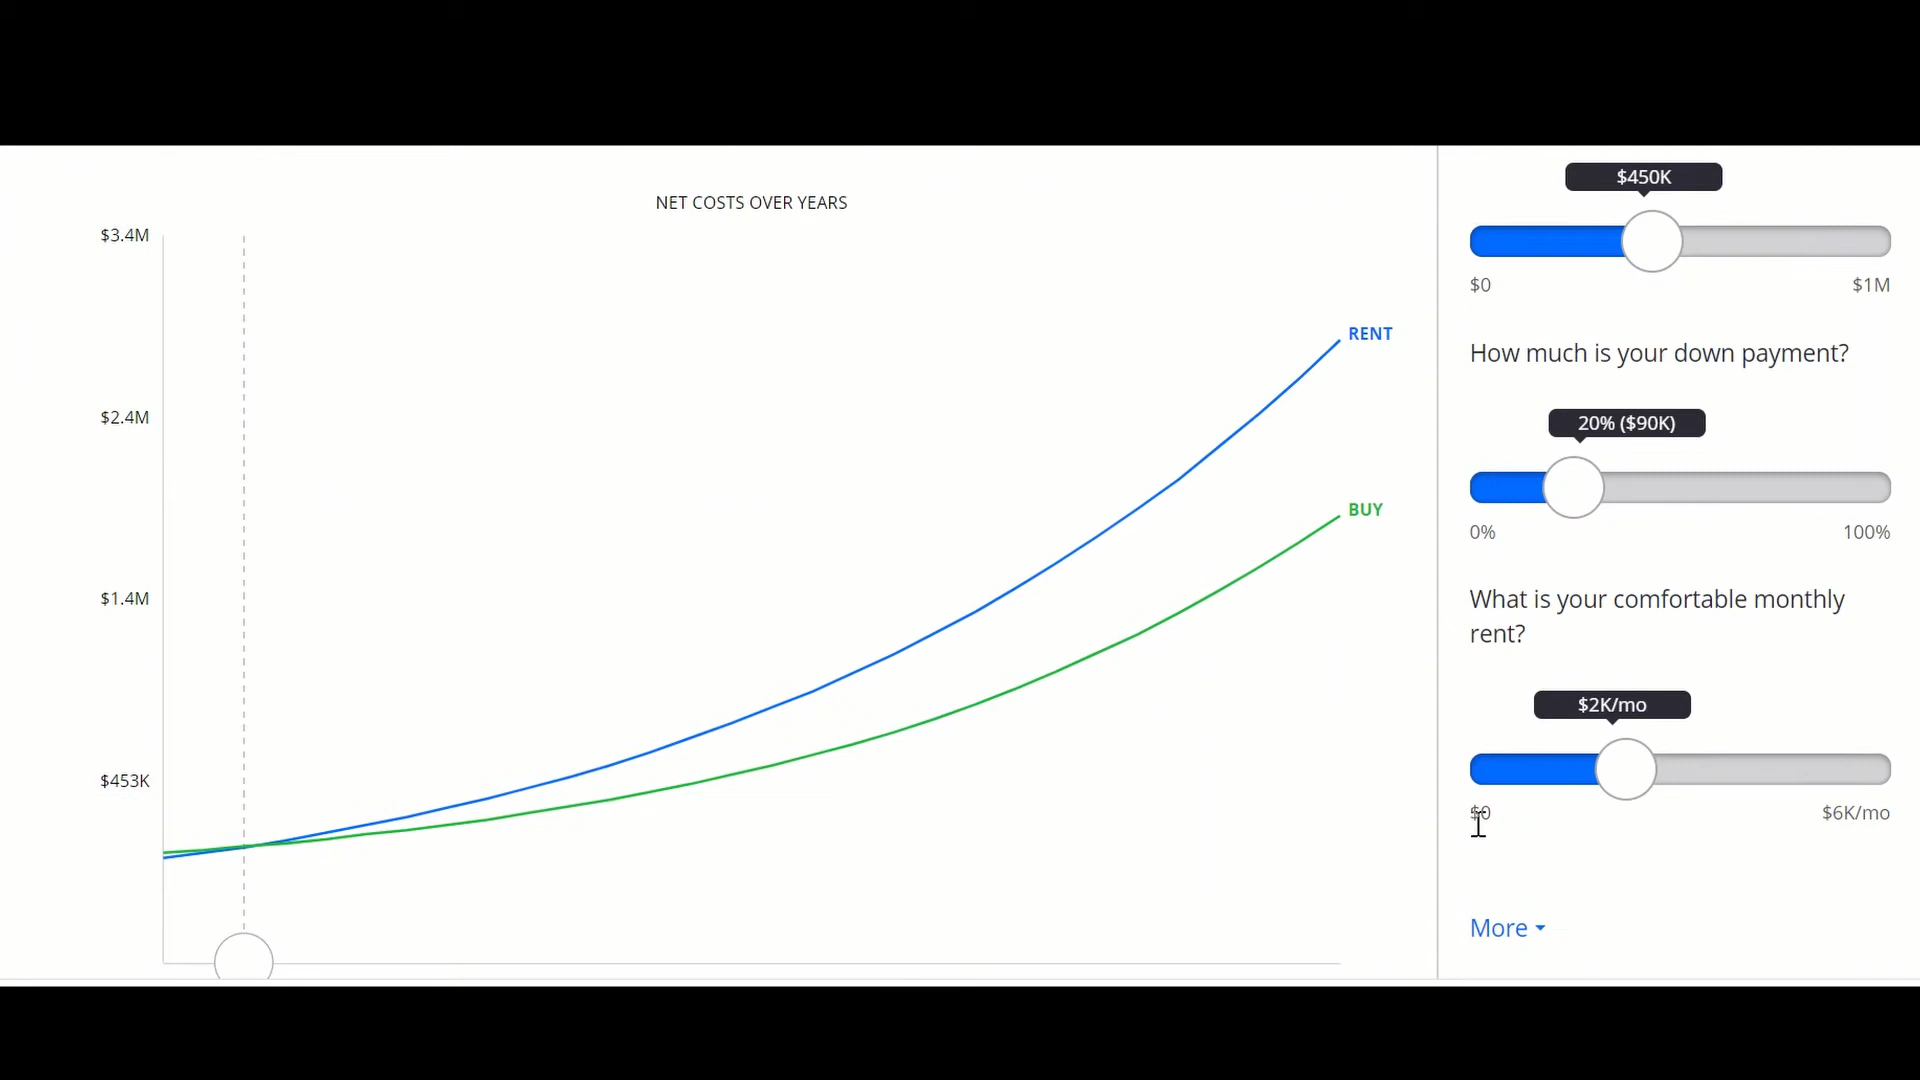 NET COSTS OVER YEARS
$3.4M
$2.4M
$1.4M
$453K
RENT
BUY
$450K
$0 $1M
How much is your down payment?
20% ($90K)
0% 100%
What is your comfortable monthly
rent?
$2K/mo
$0 $6K/mo
More